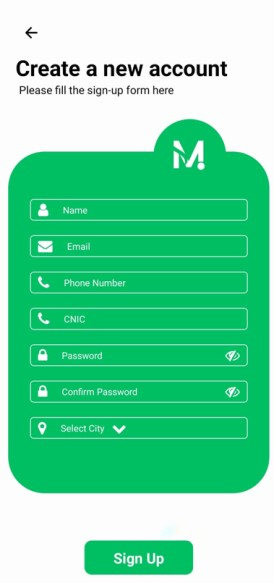 Create a new account
Please fill the sign-up form here
M
Name
Email
Phone Number
CNIC
Password
Confirm Password
Select City
Sign Up